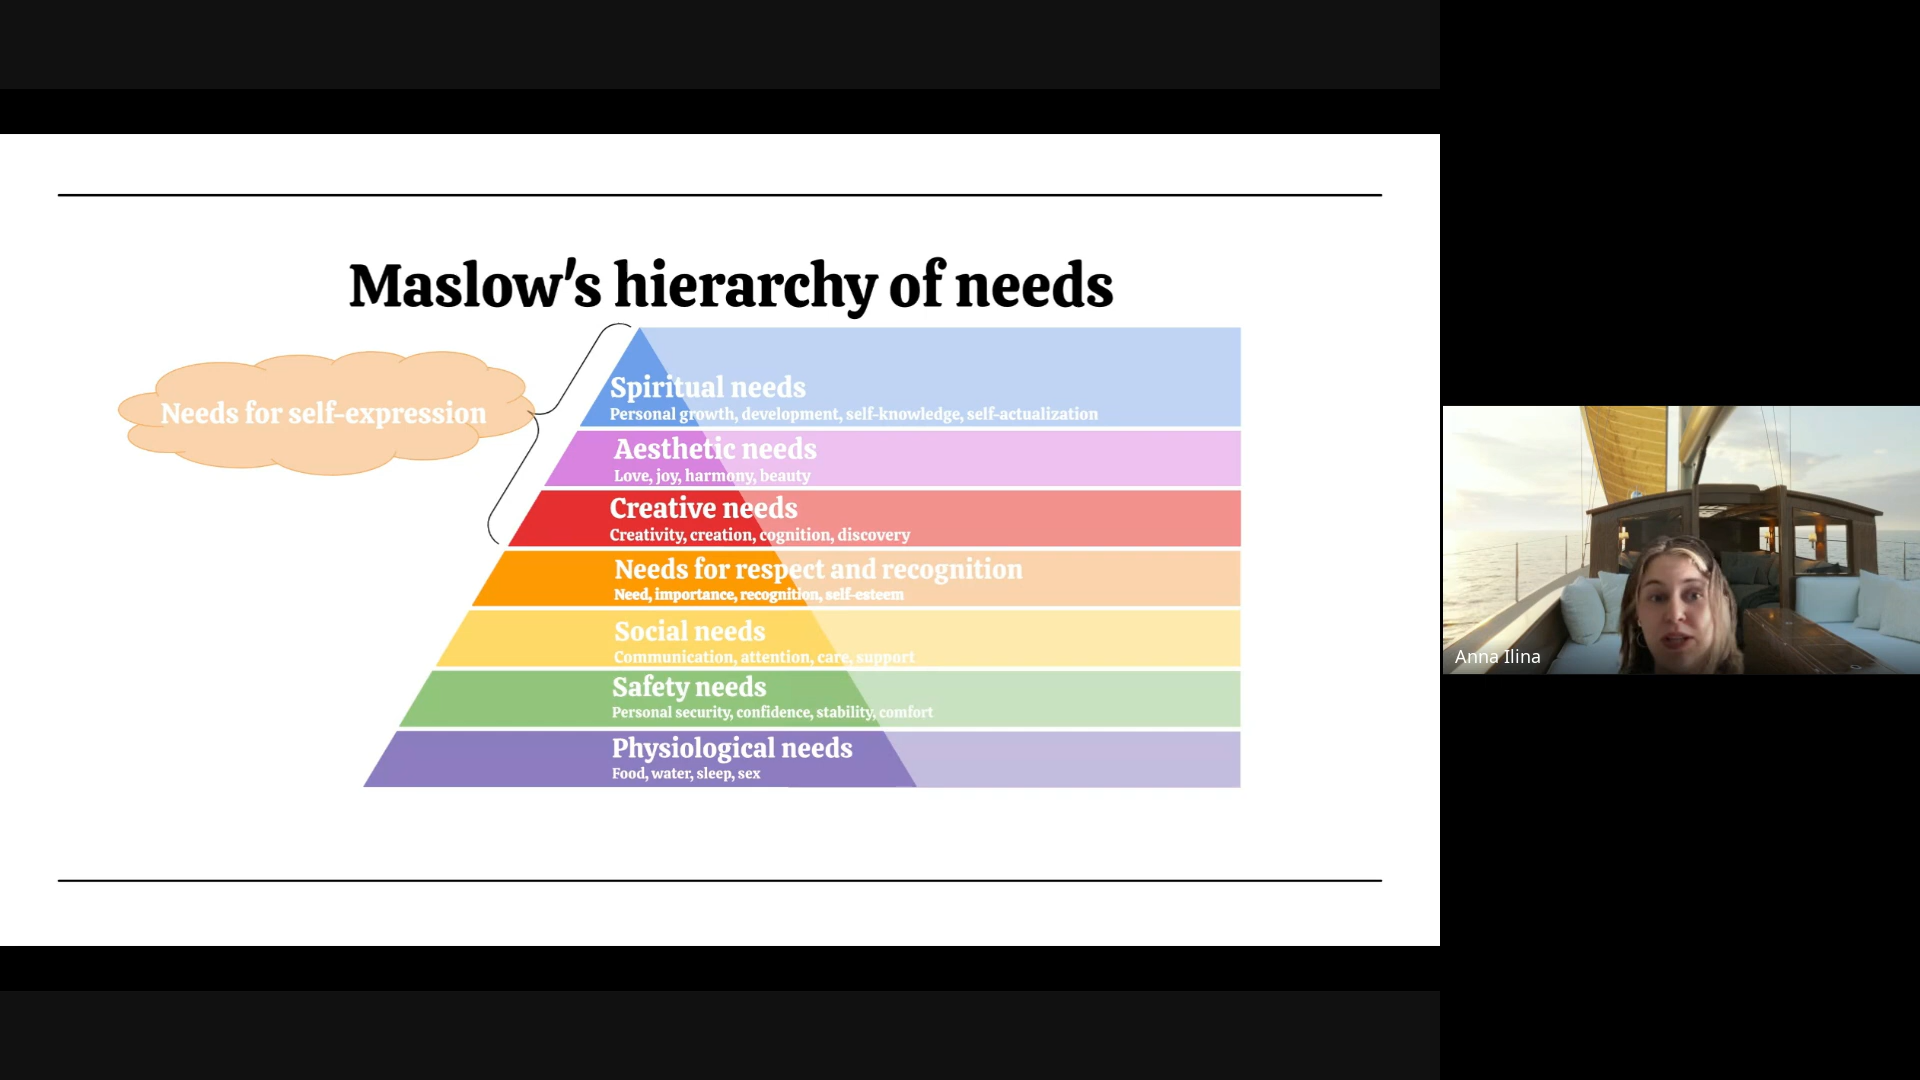 Maslow's hierarchy of needs
Needs for self-expression
Spiritual needs
Personal growth, development, self-knowledge, self-actualization
Aesthetic needs
Love, joy, harmony, beauty
Creative needs
Creativity, creation, cognition, discovery
Needs for respect and recognition
Need, importance, recognition, self-esteem
Social needs
Communication, attention, care, support
Safety needs
Personal security, confidence, stability, comfort
Physiological needs
Food, water, sleep, sex
Anna Ilina